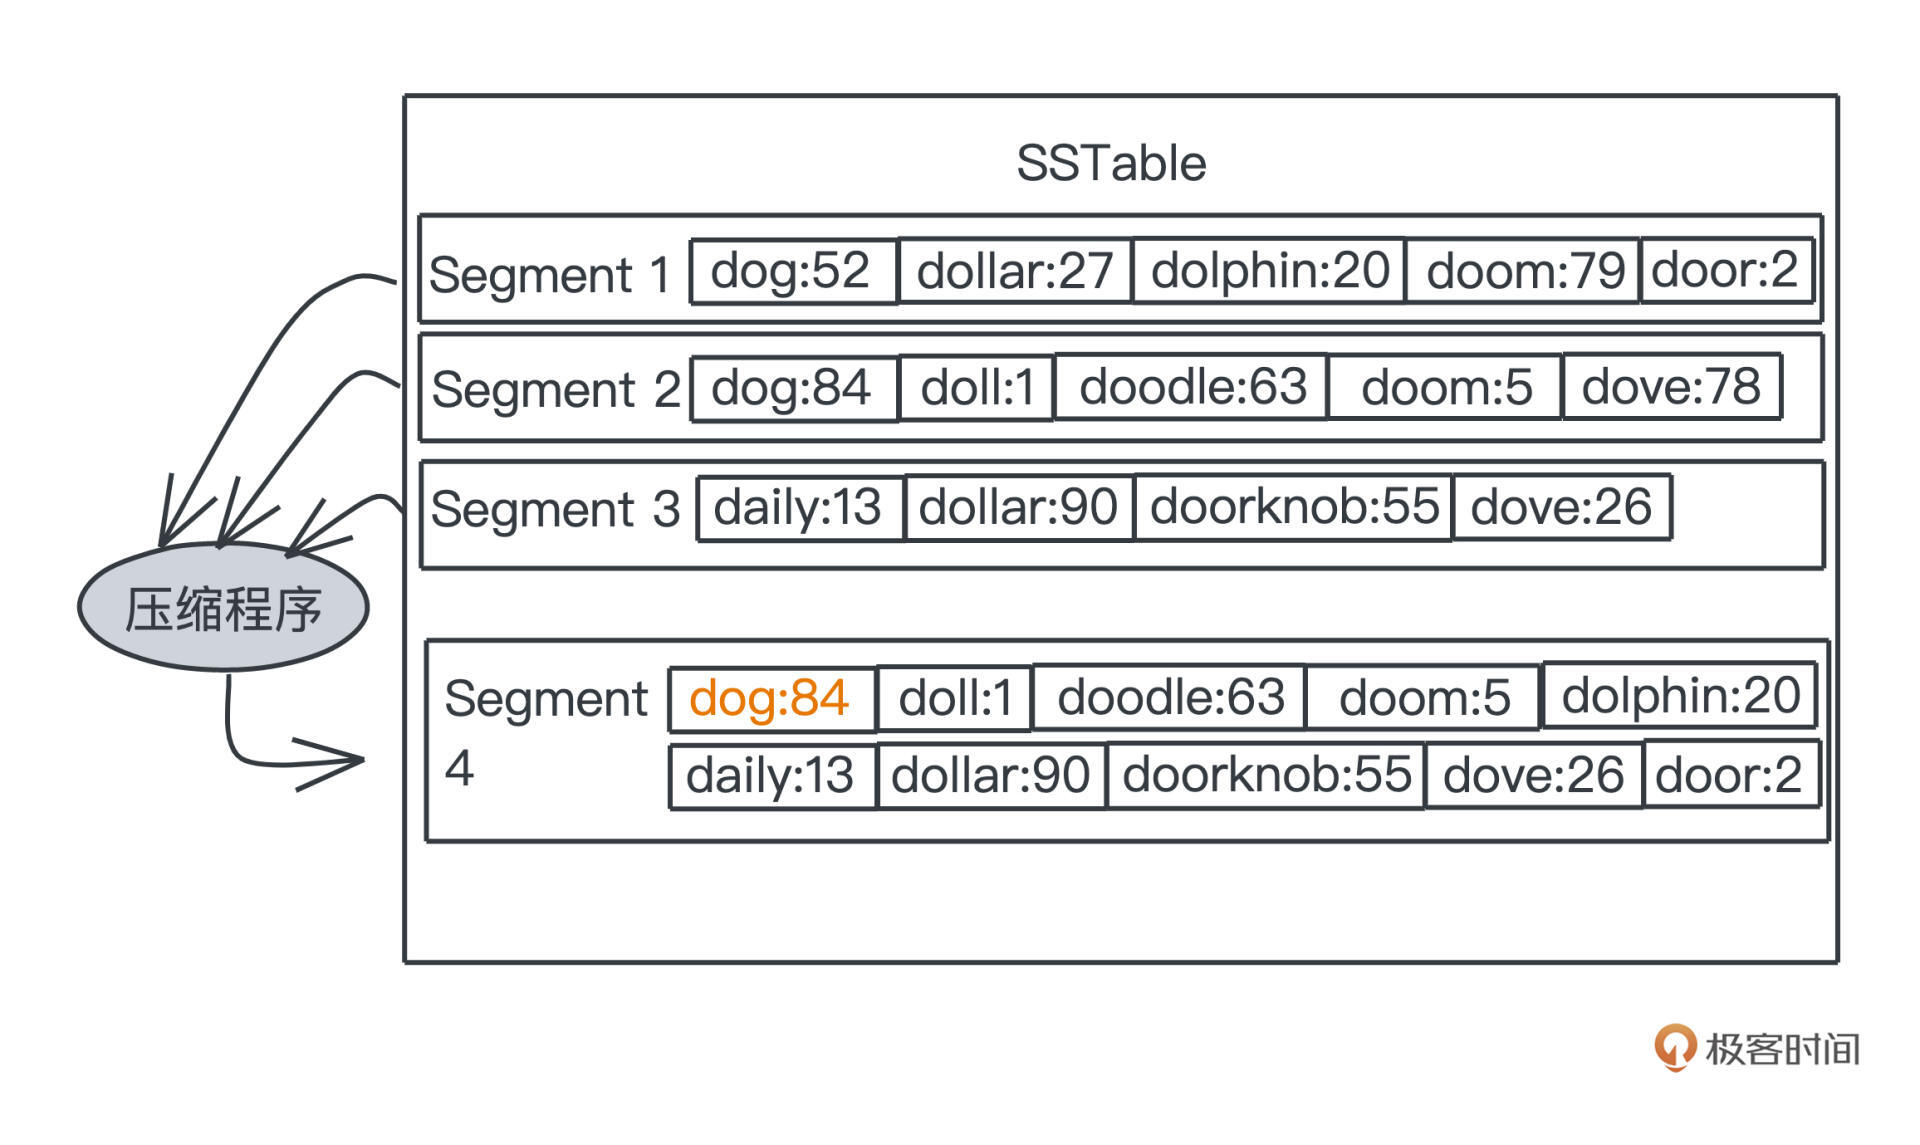 SSTable
Segment 1 dog:52 dollar:27 dolphin:20 doom:79 door:2
Segment 2 dog:84 doll:1 doodle:63 doom:5 dove:78
Segment 3 daily:13 dollar:90 doorknob:55 dove:26
压缩程序
Segment dog:84 doll:1 doodle:63 doom:5 dolphin:20
4 daily:13 dollar:90 doorknob:55 dove:26 door:2
极客时间